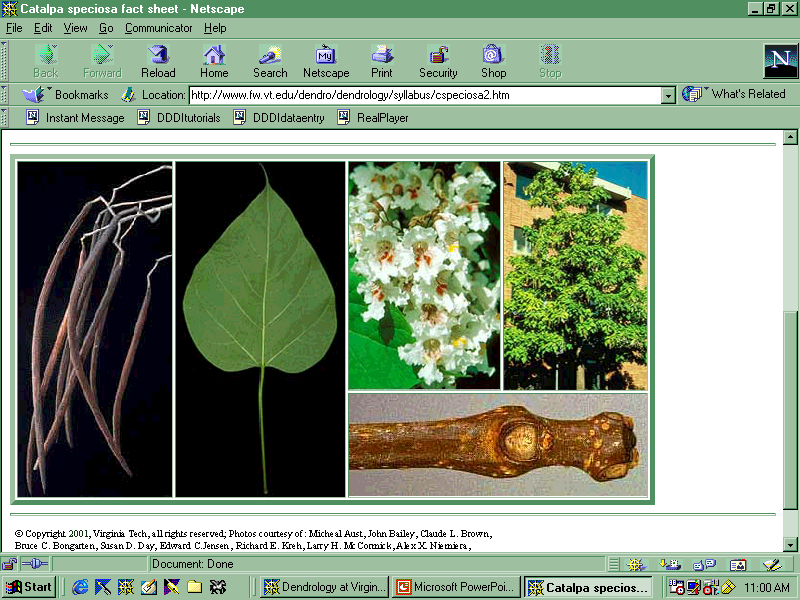 Catalpa speciosa fact sheet - Netscape
File Edit View Go Communicator Help
Back Forward Reload Home Search Netscape Print Security Shop Stop
My
N
Bookmarks Location: http://www.fw.vt.edu/dendro/dendrology/syllabus/cspeciosa2.htm What's Related
Instant Message DDDItutorials DDDIdataentry RealPlayer
© Copyright 2001, Virginia Tech, all rights reserved; Photos courtesy of: Micheal Aust, John Bailey, Claude L. Brown,
Bruce C. Bongarten, Susan D. Day, Edward C.Jensen, Richard E. Kreh, Larry H. McCormick, Alex X. Niemiera,
Document: Done
Start Dendrology at Virgin... Microsoft PowerPoi... Catalpa specios... 11:00 AM